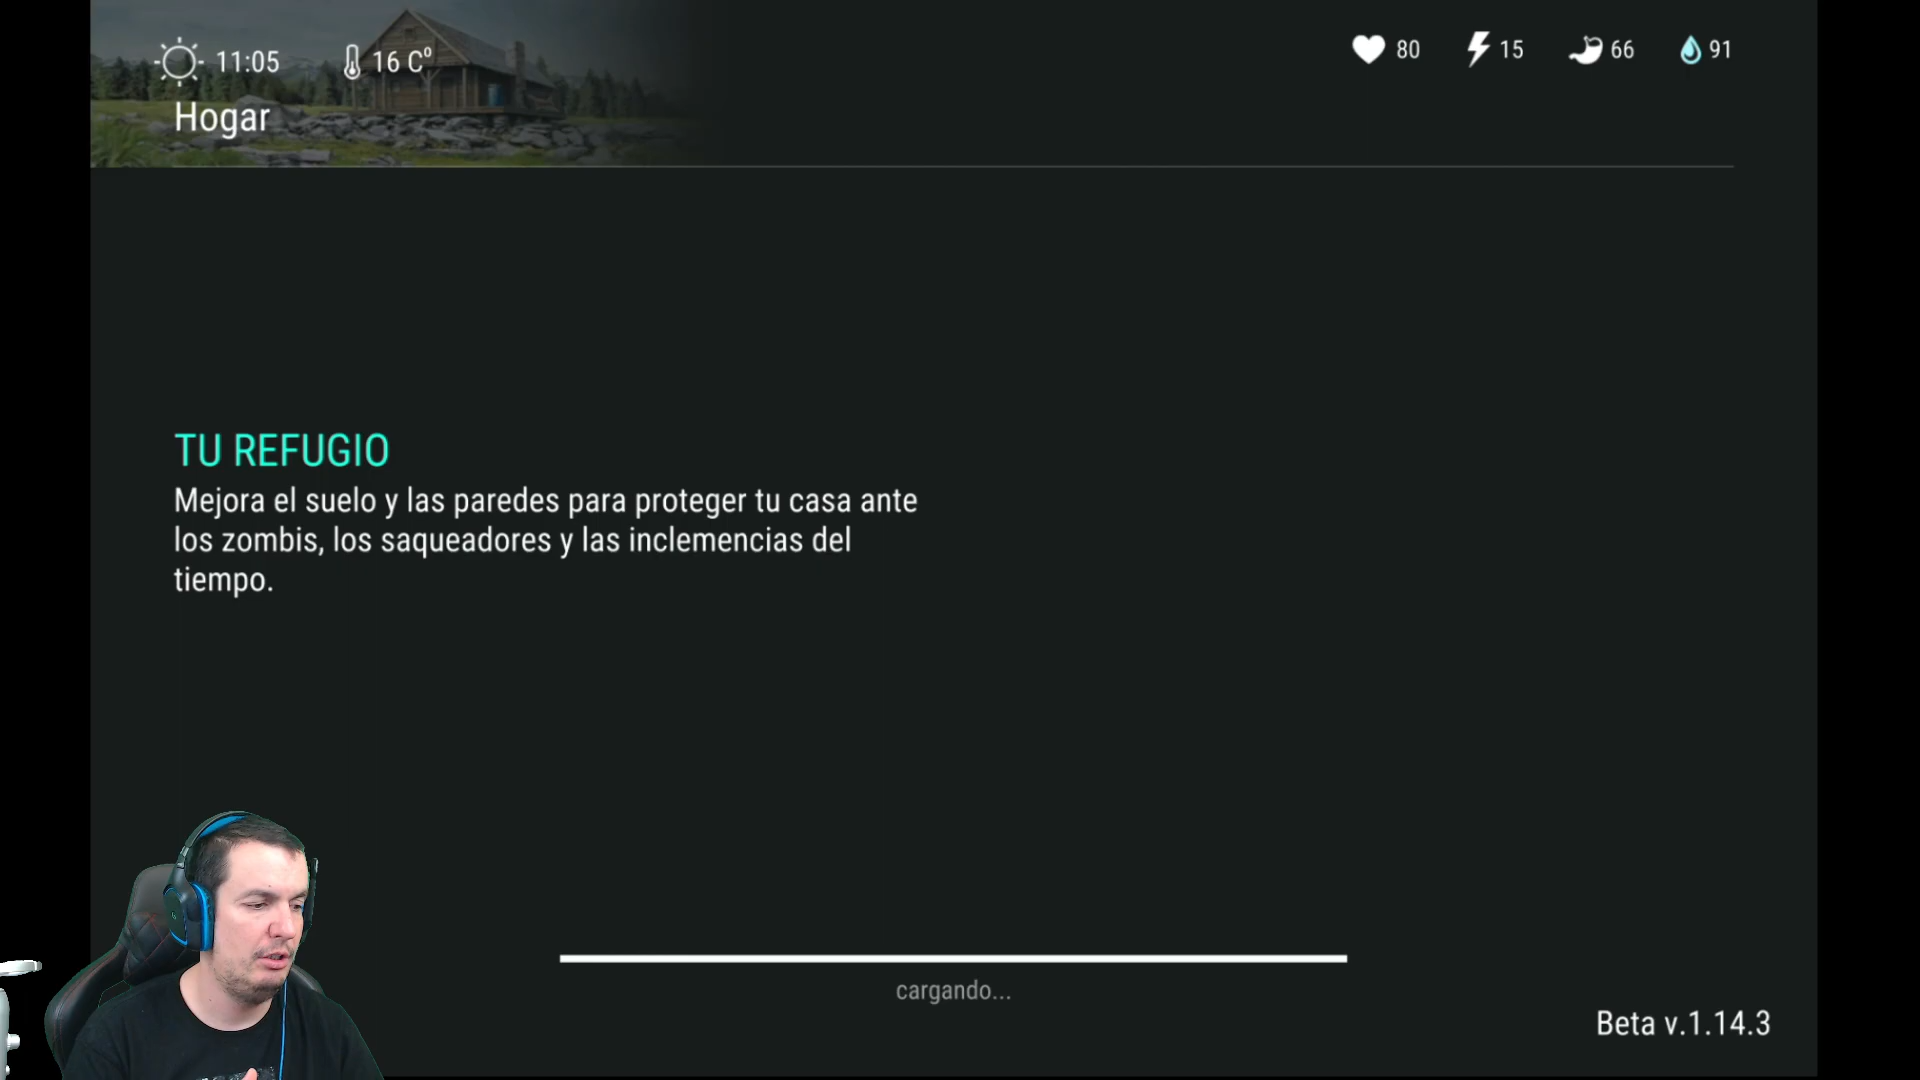 11:05 16 C° 80 15 66 91
Hogar
TU REFUGIO
Mejora el suelo y las paredes para proteger tu casa ante
los zombis, los saqueadores y las inclemencias del
tiempo.
cargando...
Beta v.1.14.3